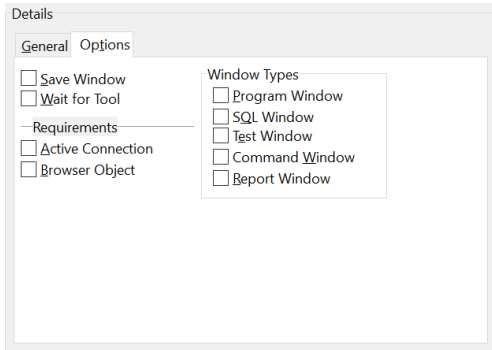 Details
General Options
Save Window
Wait for Tool
Requirements
Active Connection
Browser Object
Window Types
Program Window
SQL Window
Test Window
Command Window
Report Window